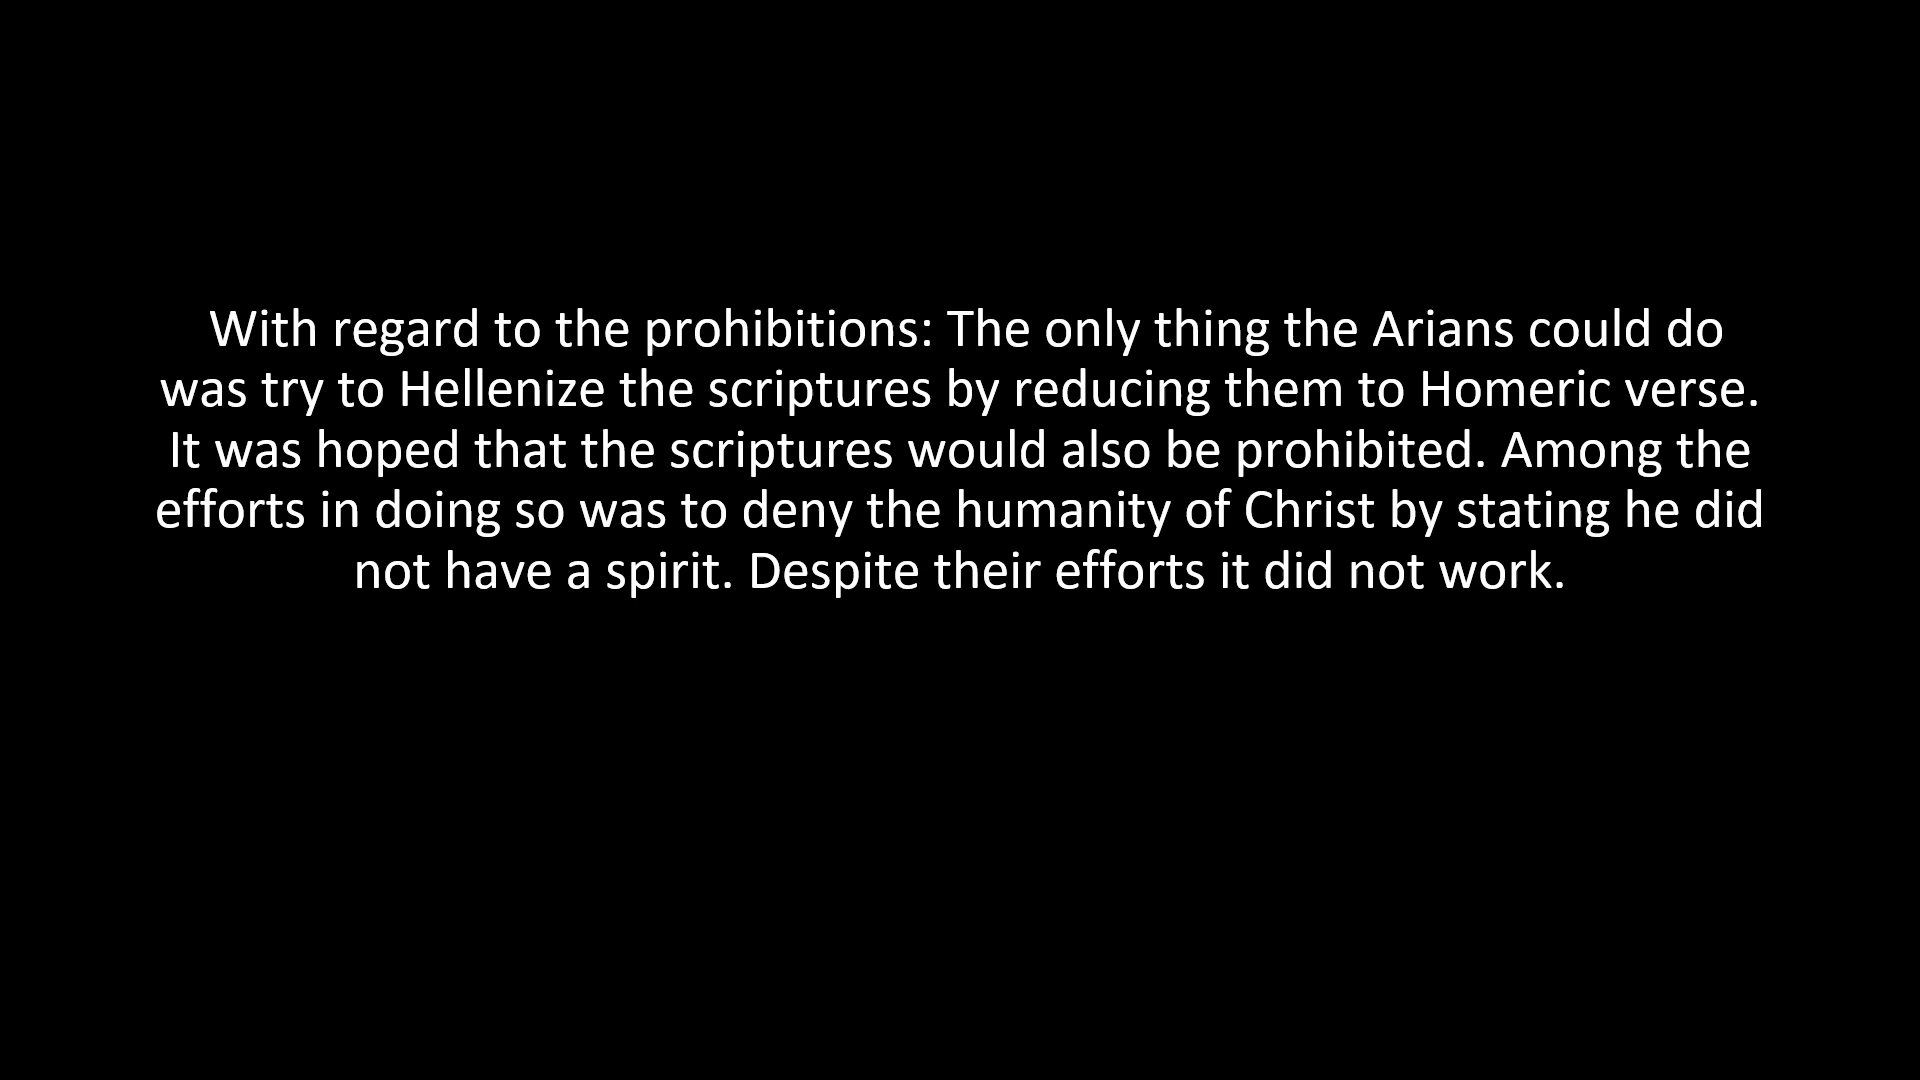 With regard to the prohibitions: The only thing the Arians could do
was try to Hellenize the scriptures by reducing them to Homeric verse.
It was hoped that the scriptures would also be prohibited. Among the
efforts in doing so was to deny the humanity of Christ by stating he did
not have a spirit. Despite their efforts it did not work.